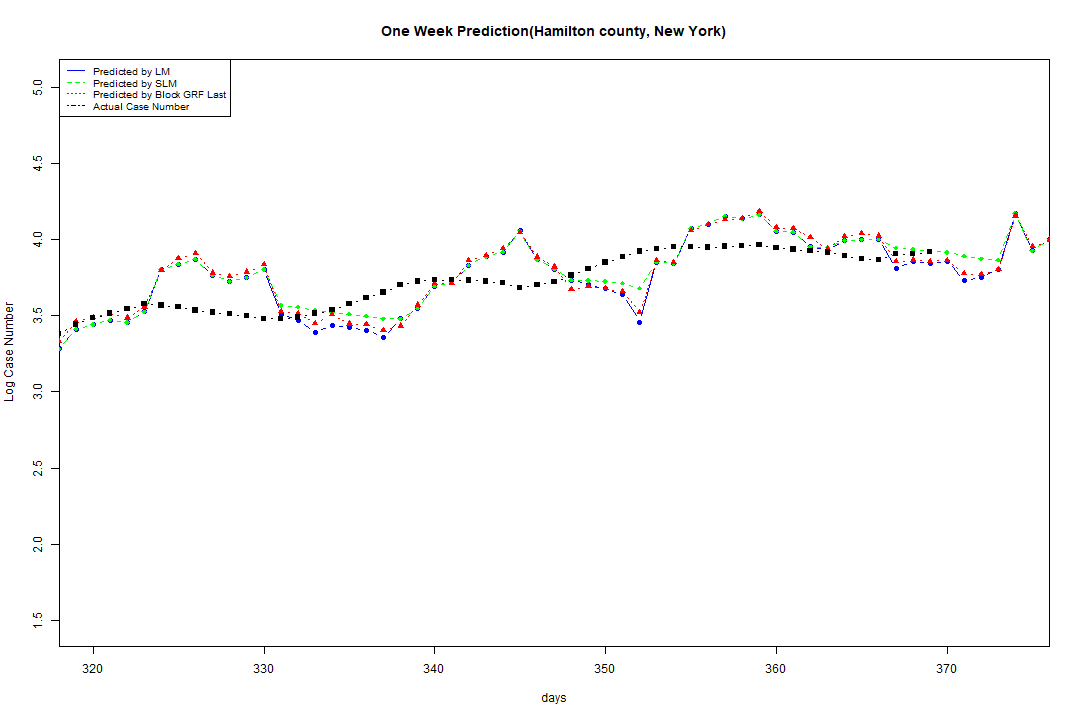 One Week Prediction(Hamilton county, New York)
Predicted by LM
Predicted by SLM
Predicted by Block GRF Last
Actual Case Number
5.0
4.5
4.0
3.5
3.0
2.5
2.0
1.5
Log Case Number
320 330 340 350 360 370
days